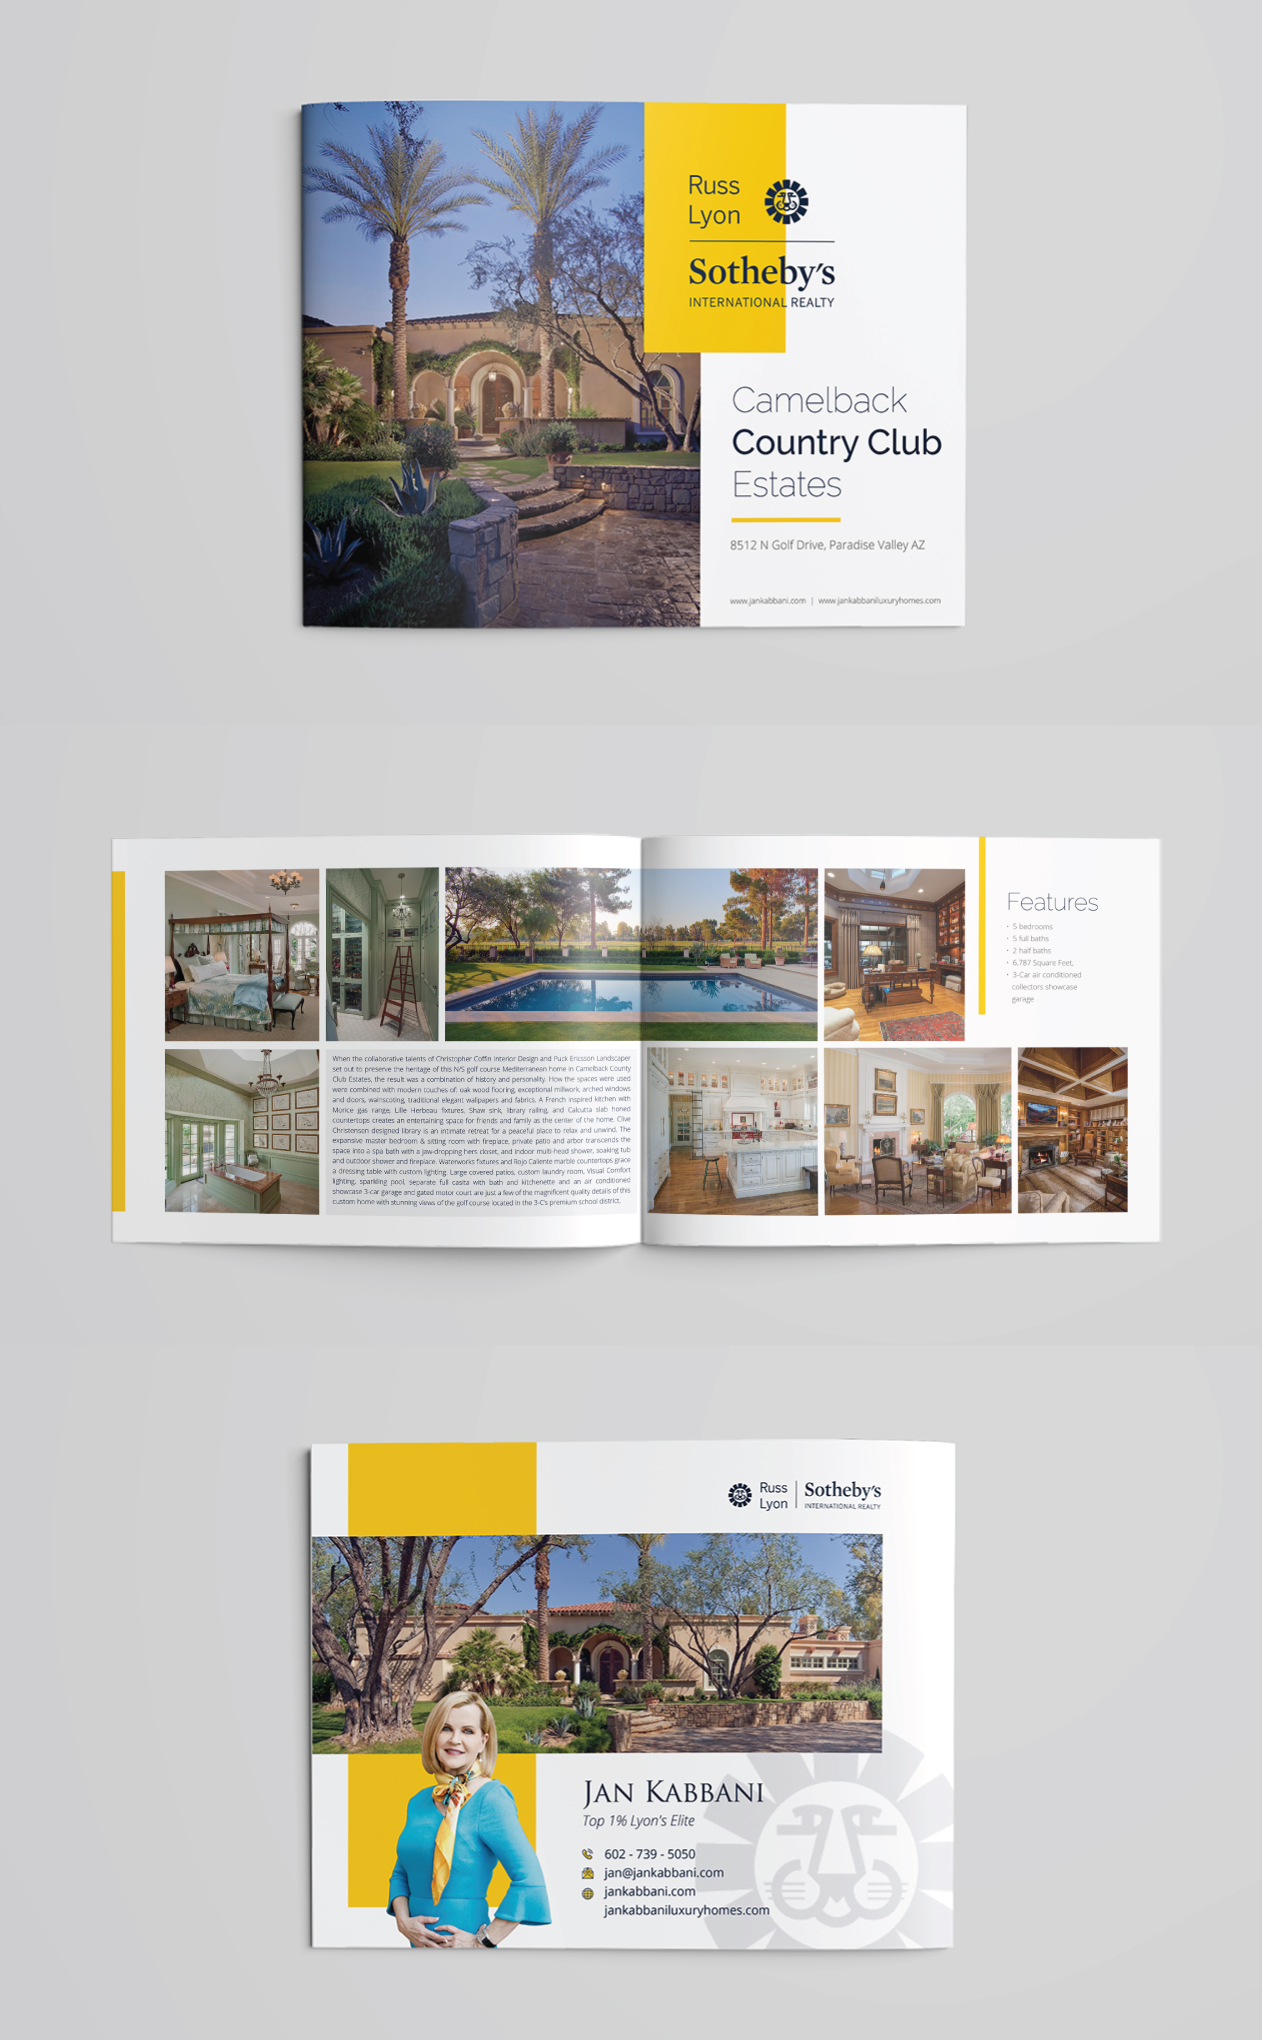 Russ
Lyon
Sotheby's
INTERNATIONAL REALTY
Camelback
Country Club
Estates
8512 N Golf Drive, Paradise Valley AZ
www.jankabbani.com | www.jankabbaniluxuryhomes.com
Features
• 5 bedrooms
• 5 full baths
• 2 half baths
• 6,787 Square Feet,
• 3-Car air conditioned
collectors showcase
garage
When the collaborative talents of Christopher Coffin Interior Design and Puck Ericsson Landscaper
set out to preserve the heritage of this N/S golf course Mediterranean home in Camelback County
Club Estates, the result was a combination of history and personality. How the spaces were used
were combined with modern touches of: oak wood flooring, exceptional millwork, arched windows
and doors, wainscoting, traditional elegant wallpapers and fabrics. A French inspired kitchen with
Morice gas range, Lille Herbeau fixtures, Shaw sink, library railing, and Calcutta slab honed
countertops creates an entertaining space for friends and family as the center of the home. Clive
Christensen designed library is an intimate retreat for a peaceful place to relax and unwind. The
expansive master bedroom & sitting room with fireplace, private patio and arbor transcends the
space into a spa bath with a jaw-dropping hers closet, and indoor multi-head shower, soaking tub
and outdoor shower and fireplace. Waterworks fixtures and Rojo Caliente marble countertops grace
a dressing table with custom lighting. Large covered patios, custom laundry room, Visual Comfort
lighting, sparkling pool, separate full casita with bath and kitchenette and an air conditioned
showcase 3-car garage and gated motor court are just a few of the magnificent quality details of this
custom home with stunning views of the golf course located in the 3-C's premium school district.
Russ
Lyon
Sotheby's
INTERNATIONAL REALTY
JAN KABBANI
Top 1% Lyon's Elite
602 - 739 - 5050
jan@jankabbani.com
jankabbani.com
jankabbaniluxuryhomes.com